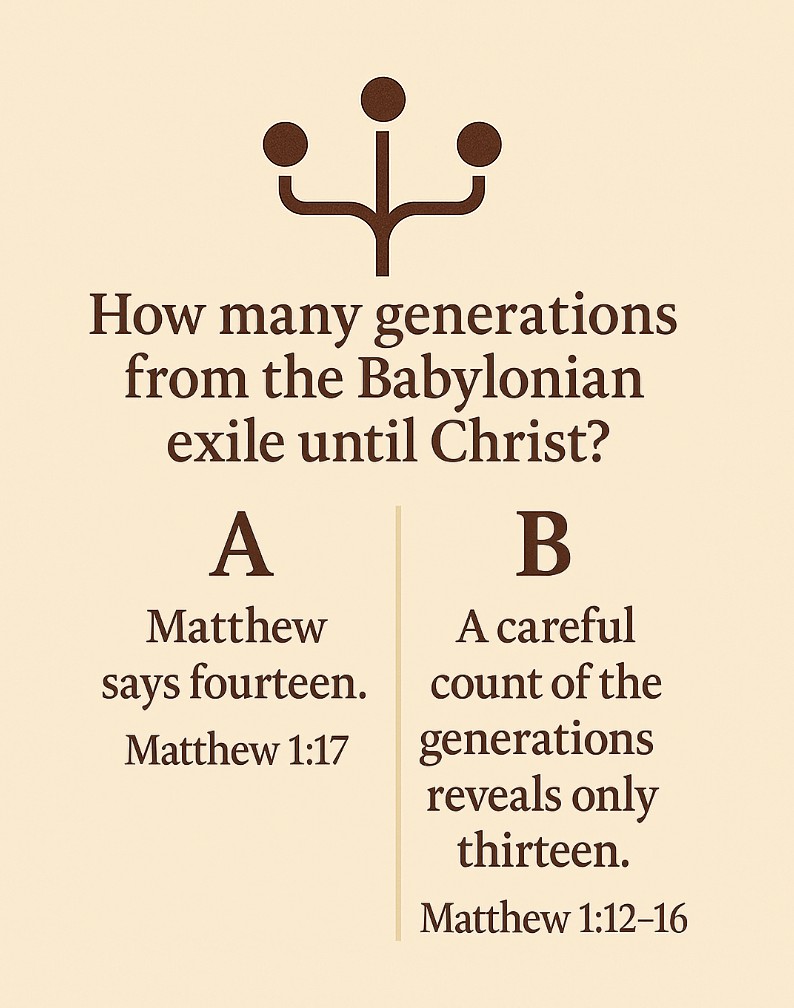 How many generations
from the Babylonian
exile until Christ?
A
Matthew
says fourteen.
Matthew 1:17
B
A careful
count of the
generations
reveals only
thirteen.
Matthew 1:12–16